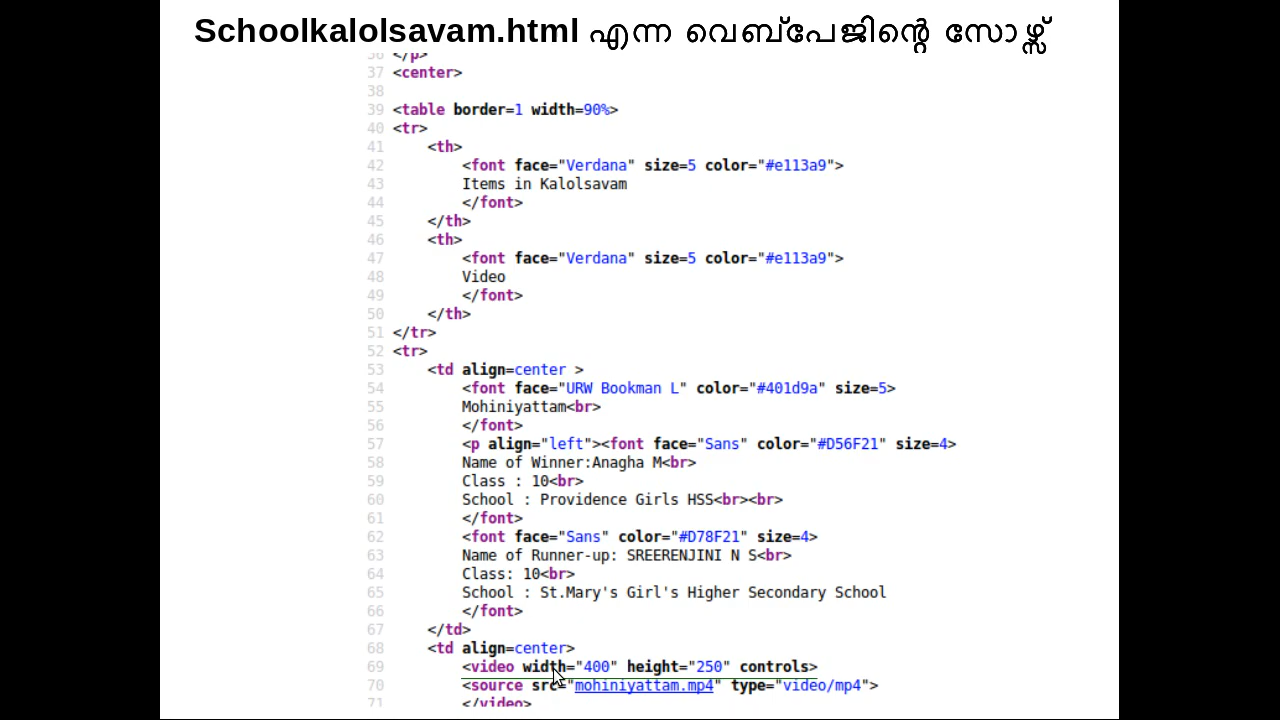 Schoolkalolsavam.html എന്ന വെബ്പേജിന്റെ സോഴ്സ്
36 </p>
37 <center>
38
39 <table border=1 width=90%>
40 <tr>
41 <th>
42 <font face="Verdana" size=5 color="#e113a9">
43 Items in Kalolsavam
44 </font>
45 </th>
46 <th>
47 <font face="Verdana" size=5 color="#e113a9">
48 Video
49 </font>
50 </th>
51 </tr>
52 <tr>
53 <td align=center >
54 <font face="URW Bookman L" color="#401d9a" size=5>
55 Mohiniyattam<br>
56 </font>
57 <p align="left"><font face="Sans" color="#D56F21" size=4>
58 Name of Winner:Anagha M<br>
59 Class : 10<br>
60 School : Providence Girls HSS<br><br>
61 </font>
62 <font face="Sans" color="#D78F21" size=4>
63 Name of Runner-up: SREERENJINI N S<br>
64 Class: 10<br>
65 School : St.Mary's Girl's Higher Secondary School
66 </font>
67 </td>
68 <td align=center>
69 <video width="400" height="250" controls>
70 <source src="mohiniyattam.mp4" type="video/mp4">
71 </video>